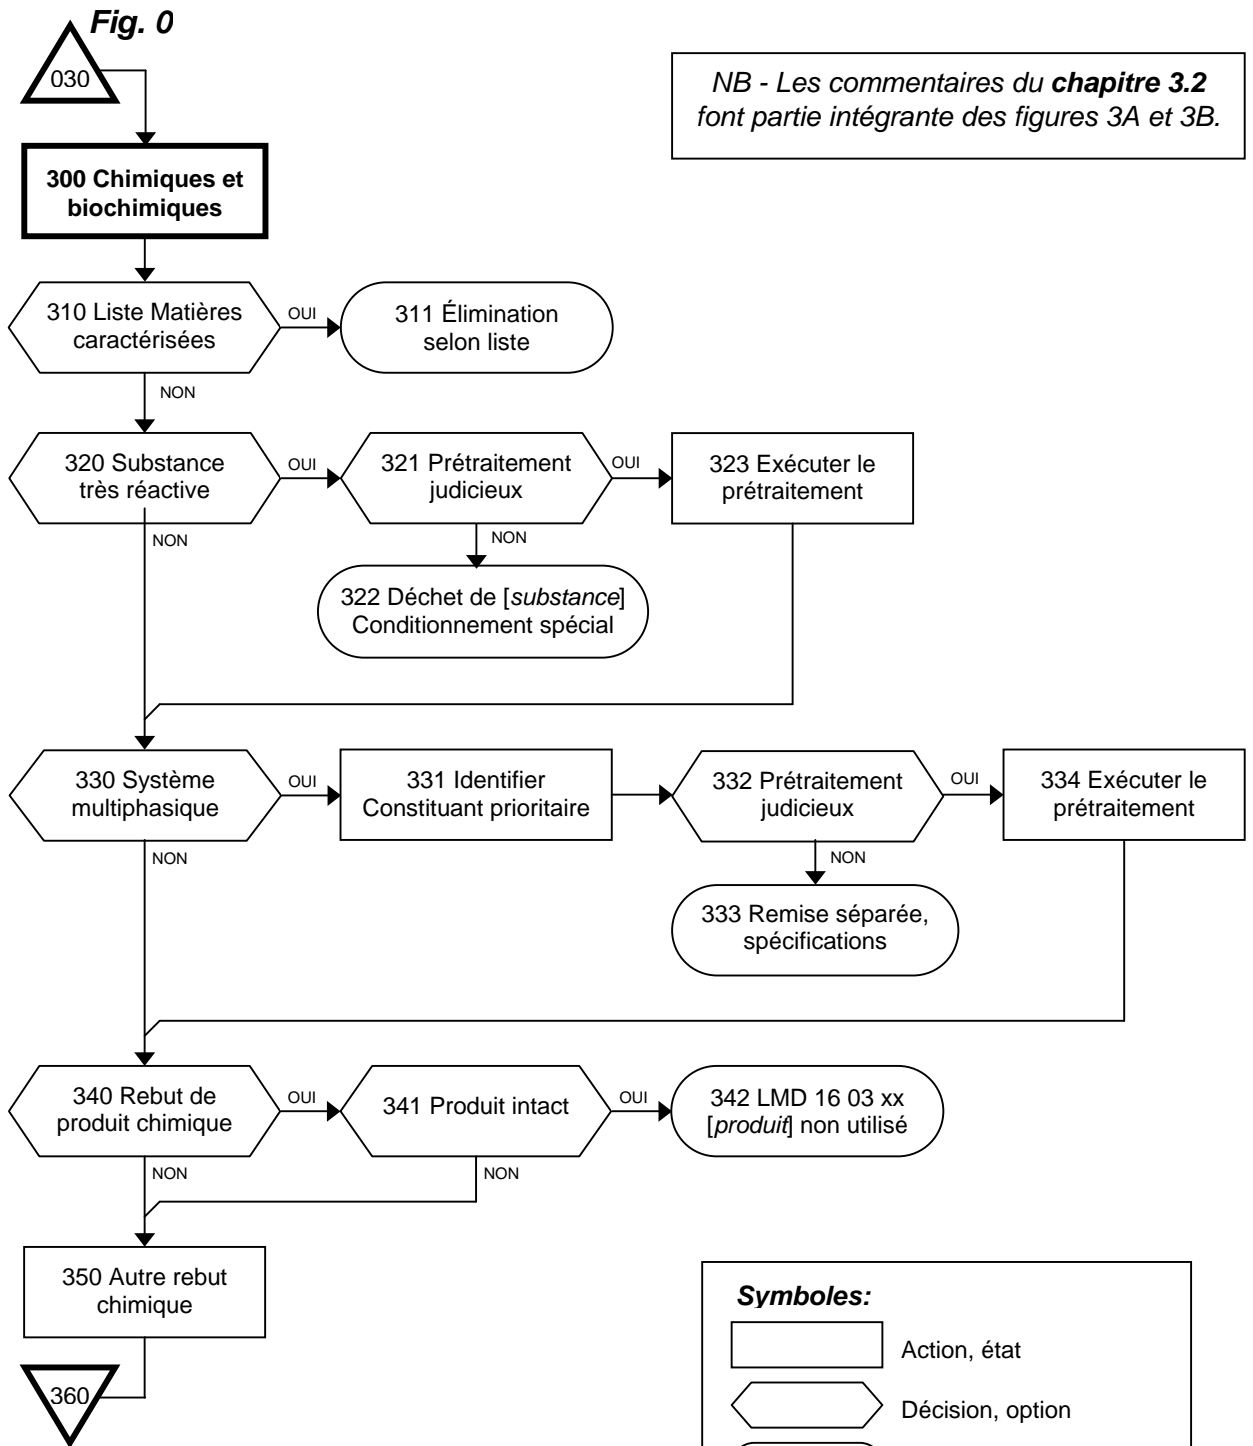 Fig. 0
030
NB - Les commentaires du chapitre 3.2
font partie intégrante des figures 3A et 3B.
300 Chimiques et
biochimiques
310 Liste Matières
caractérisées
OUI
311 Élimination
selon liste
NON
320 Substance
très réactive
OUI
321 Prétraitement
judicieux
OUI
323 Exécuter le
prétraitement
NON
NON
322 Déchet de [substance]
Conditionnement spécial
330 Système
multiphasique
OUI
331 Identifier
Constituant prioritaire
332 Prétraitement
judicieux
OUI
334 Exécuter le
prétraitement
NON
NON
333 Remise séparée,
spécifications
340 Rebut de
produit chimique
OUI
341 Produit intact
OUI
342 LMD 16 03 xx
[produit] non utilisé
NON
NON
350 Autre rebut
chimique
360
Symboles:
Action, état
Décision, option